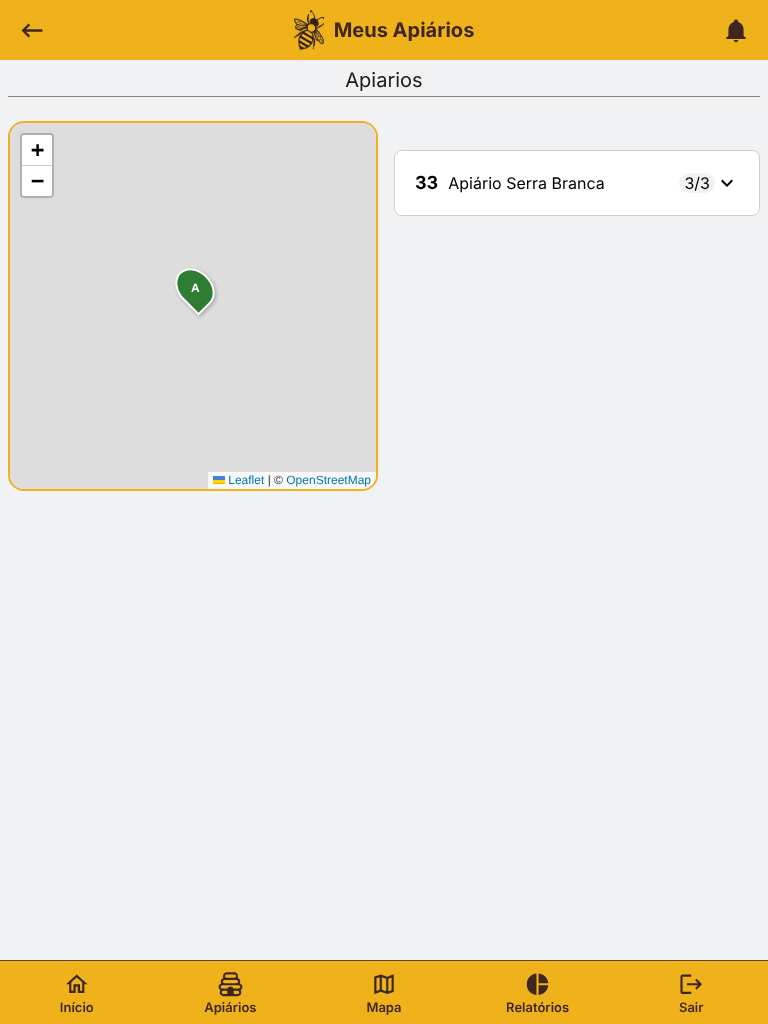 Meus Apiários
Apiarios
+
−
A
Leaflet | © OpenStreetMap
33 Apiário Serra Branca 3/3
Início Apiários Mapa Relatórios Sair